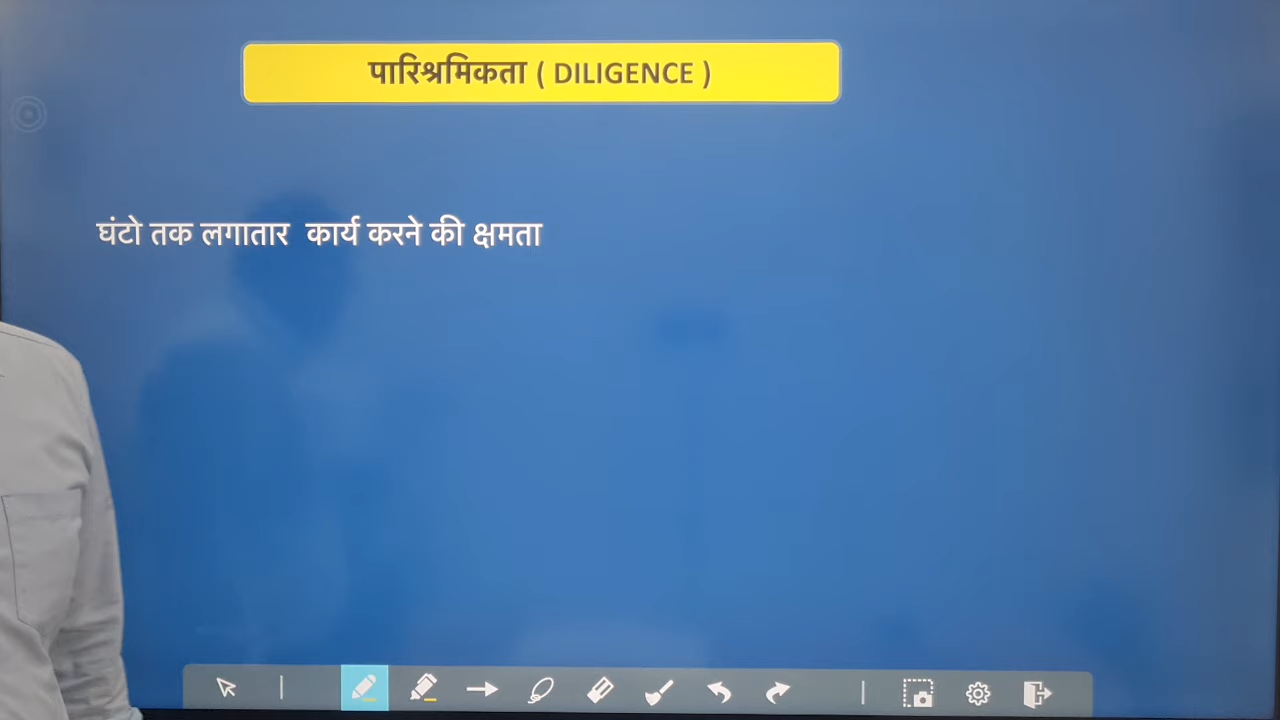 पारिश्रमिकता ( DILIGENCE )
घंटो तक लगातार कार्य करने की क्षमता